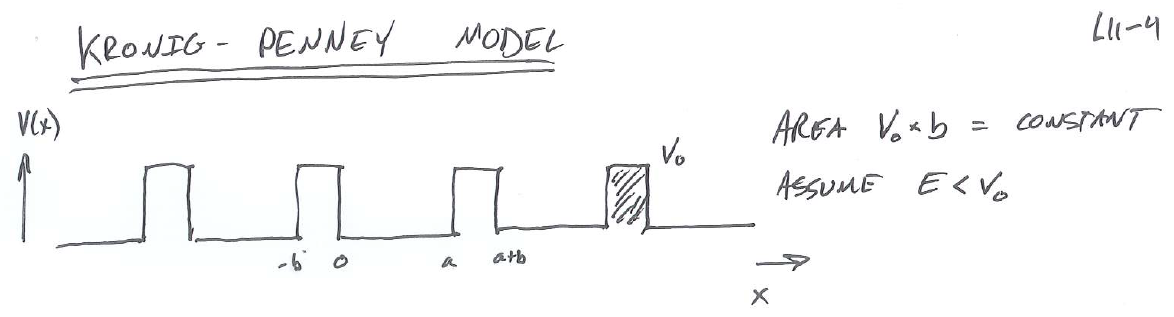 L11-4
KRONIG-PENNEY MODEL
V(x)
AREA V₀ × b = CONSTANT
V₀
ASSUME E < V₀
-b 0 a a+b
x